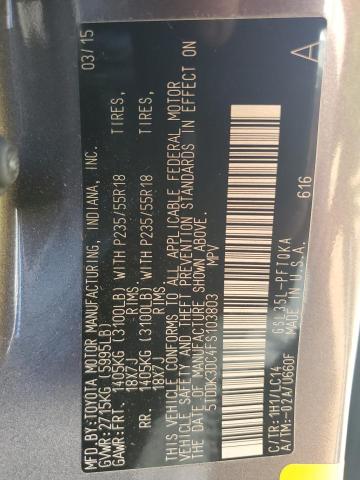 MFD.BY:TOYOTA MOTOR MANUFACTURING, INDIANA, INC. 03/15
GVWR:2715KG(5995LB)
GAWR:FRT. 1405KG (3100LB) WITH P235/55R18 TIRES,
18X7J RIMS,
RR. 1405KG (3100LB) WITH P235/55R18 TIRES,
18X7J RIMS.
THIS VEHICLE CONFORMS TO ALL APPLICABLE FEDERAL MOTOR
VEHICLE SAFETY AND THEFT PREVENTION STANDARDS IN EFFECT ON
THE DATE OF MANUFACTURE SHOWN ABOVE.
MPV
616 A
C/TR:1H1/LC14 GSL35L-PFTQKA
A/TM:-02A/U660F MADE IN U.S.A.